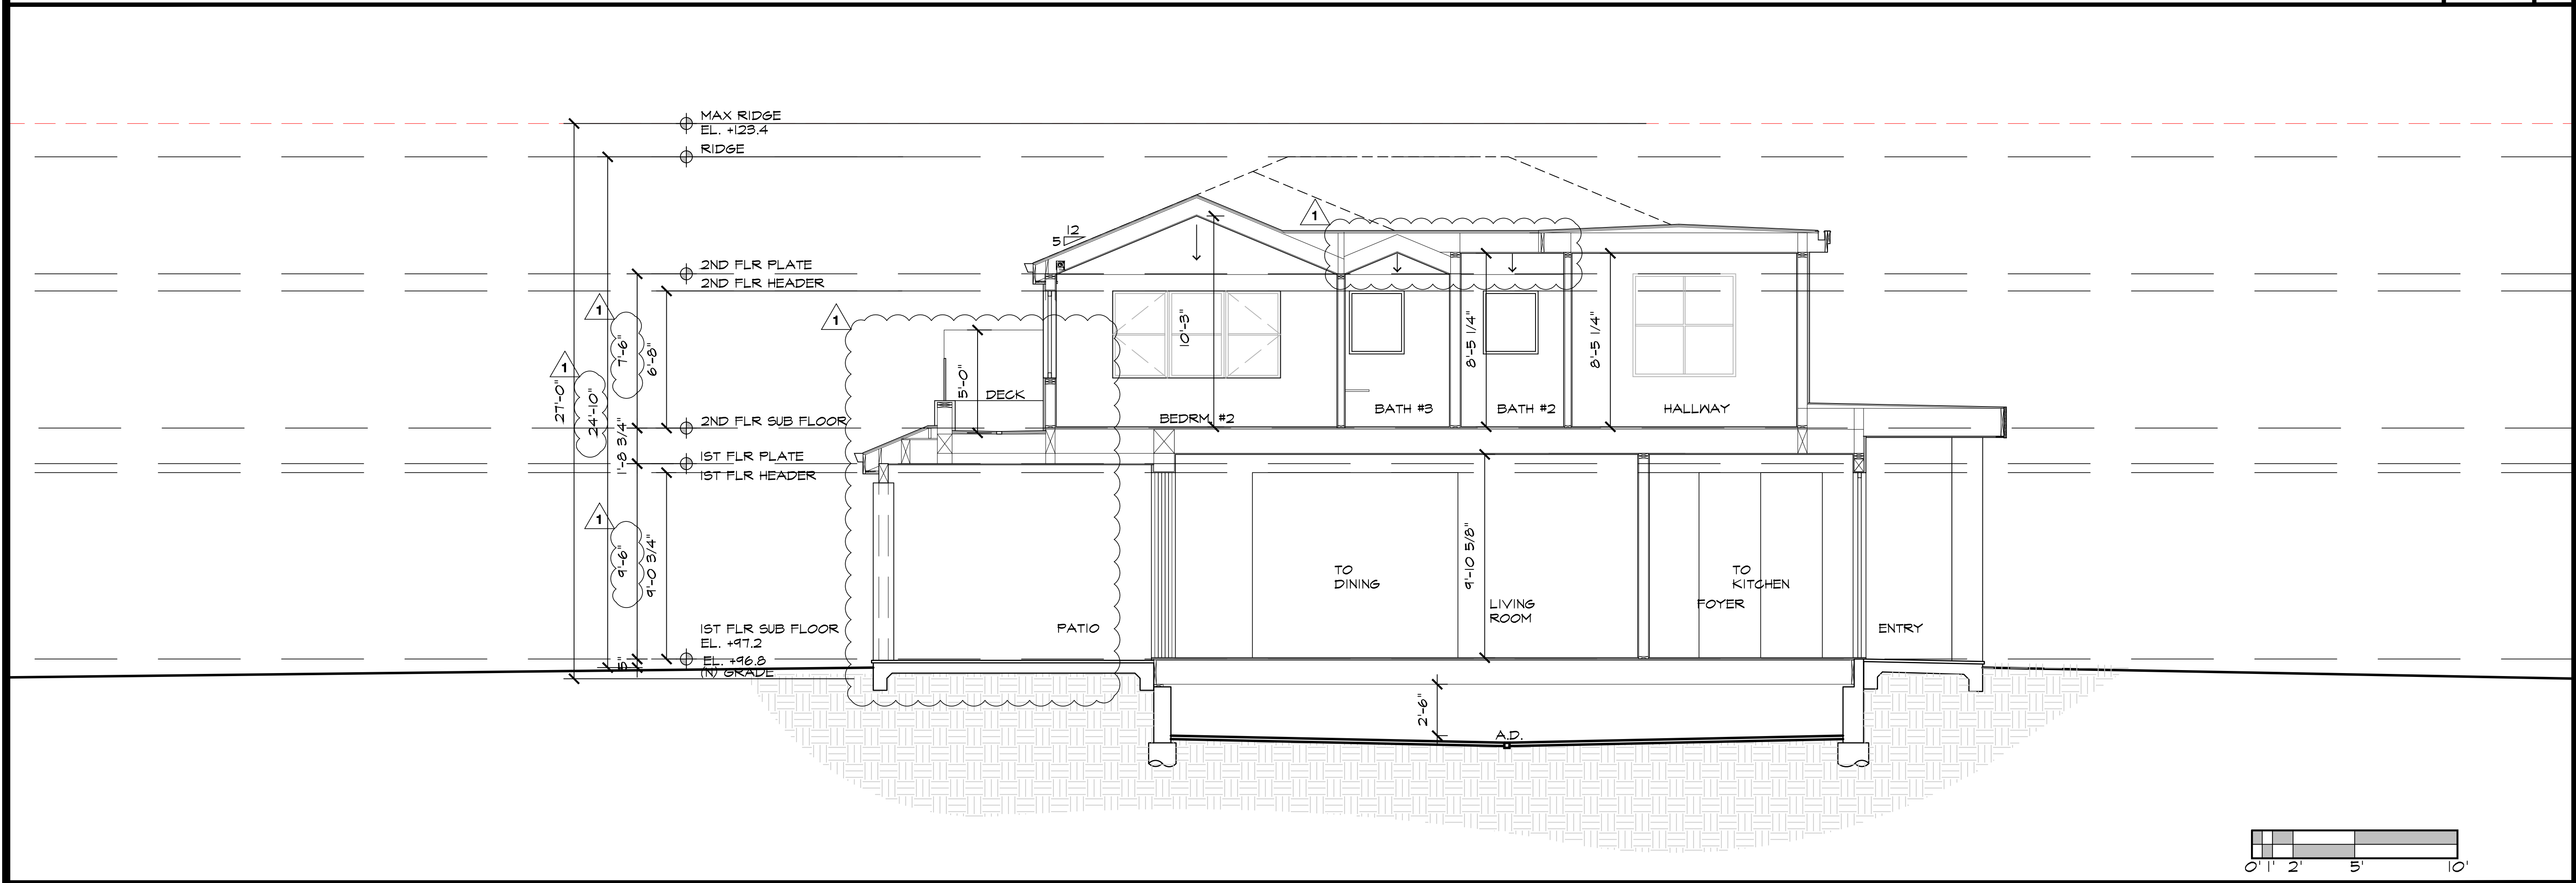 MAX RIDGE
EL. +123.4
RIDGE
12
5
1
2ND FLR PLATE
2ND FLR HEADER
1
1
7'-6"
6'-8"
10'-3"
8'-5 1/4"
8'-5 1/4"
1
27'-0"
24'-10"
5'-0"
DECK
BEDRM. #2
BATH #3
BATH #2
HALLWAY
2ND FLR SUB FLOOR
1'-8 3/4"
1ST FLR PLATE
1ST FLR HEADER
1
9'-6"
9'-0 3/4"
9'-10 5/8"
TO
DINING
TO
KITCHEN
LIVING
ROOM
FOYER
1ST FLR SUB FLOOR
EL. +97.2
PATIO
ENTRY
5"
EL. +96.8
(N) GRADE
2'-6"
A.D.
0' 1' 2' 5' 10'